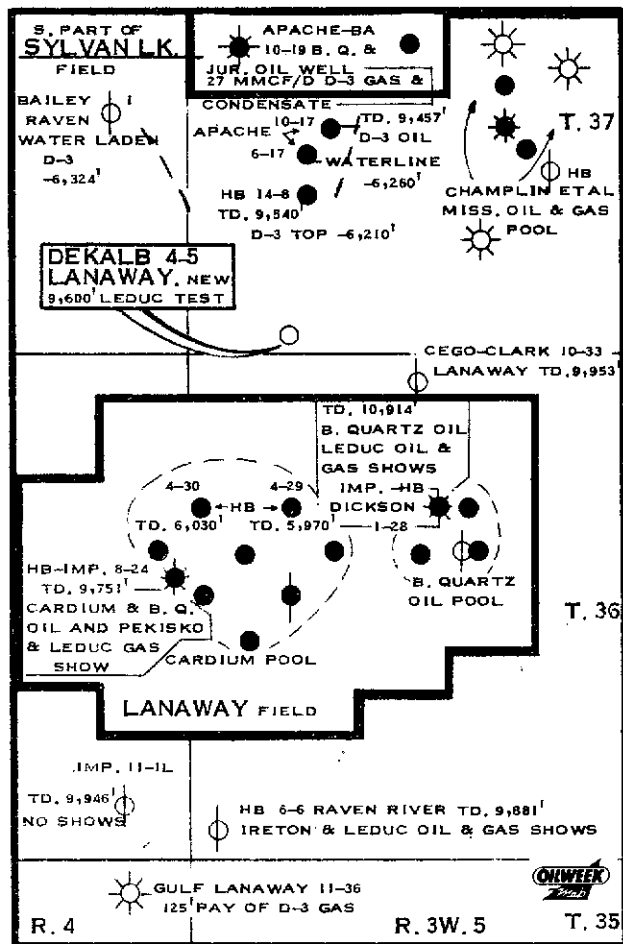 S. PART OF
SYLVAN LK.
FIELD
BAILEY
RAVEN
WATER LADEN
D-3
-6,324'
APACHE-BA
10-19 B. Q. &
JUR. OIL WELL
27 MMCF/D D-3 GAS &
CONDENSATE
10-17
APACHE
6-17
TD. 9,457'
D-3 OIL
WATERLINE
-6,260'
HB 14-8
TD. 9,540'
D-3 TOP -6,210'
T. 37
HB
CHAMPLIN ETAL
MISS. OIL & GAS
POOL
DEKALB 4-5
LANAWAY, NEW
9,600' LEDUC TEST
CEGO-CLARK 10-33
LANAWAY TD. 9,953'
TD. 10,914'
B. QUARTZ OIL
LEDUC OIL &
GAS SHOWS
IMP. -HB
DICKSON
1-28
4-30
4-29
HB
TD. 6,030'
TD. 5,970'
HB-IMP. 8-24
TD. 9,751'
CARDIUM & B. Q.
OIL AND PEKISKO
& LEDUC GAS
SHOW
CARDIUM POOL
B. QUARTZ
OIL POOL
T. 36
LANAWAY FIELD
IMP. 11-1L
TD. 9,946'
NO SHOWS
HB 6-6 RAVEN RIVER TD. 9,881'
IRETON & LEDUC OIL & GAS SHOWS
GULF LANAWAY 11-36
125' PAY OF D-3 GAS
OILWEEK
Map
R. 4
R. 3W. 5
T. 35